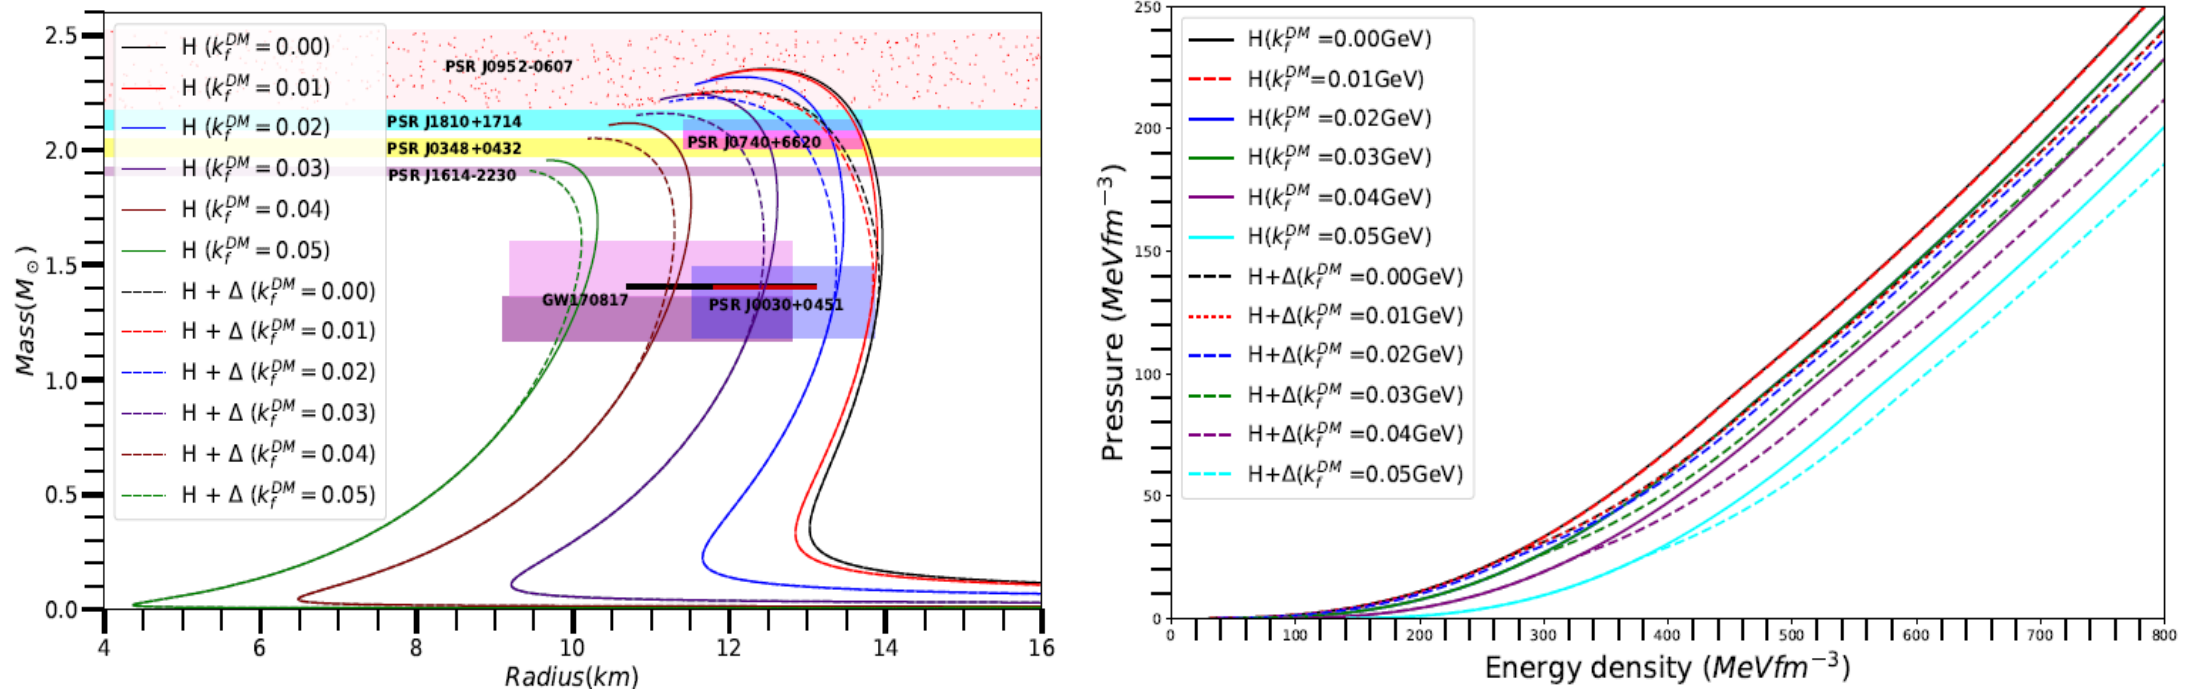 Mass(M⊙)
2.5
2.0
1.5
1.0
0.5
0.0
H (k_f^DM = 0.00)
H (k_f^DM = 0.01)
H (k_f^DM = 0.02)
H (k_f^DM = 0.03)
H (k_f^DM = 0.04)
H (k_f^DM = 0.05)
H + Δ (k_f^DM = 0.00)
H + Δ (k_f^DM = 0.01)
H + Δ (k_f^DM = 0.02)
H + Δ (k_f^DM = 0.03)
H + Δ (k_f^DM = 0.04)
H + Δ (k_f^DM = 0.05)
PSR J0952-0607
PSR J1810+1714
PSR J0740+6620
PSR J0348+0432
PSR J1614-2230
GW170817
PSR J0030+0451
4 6 8 10 12 14 16
Radius(km)
Pressure (MeVfm⁻³)
250
200
150
100
50
0
H(k_f^DM =0.00GeV)
H(k_f^DM=0.01GeV)
H(k_f^DM =0.02GeV)
H(k_f^DM =0.03GeV)
H(k_f^DM =0.04GeV)
H(k_f^DM =0.05GeV)
H+Δ(k_f^DM =0.00GeV)
H+Δ(k_f^DM =0.01GeV)
H+Δ(k_f^DM =0.02GeV)
H+Δ(k_f^DM =0.03GeV)
H+Δ(k_f^DM =0.04GeV)
H+Δ(k_f^DM =0.05GeV)
0 100 200 300 400 500 600 700 800
Energy density (MeVfm⁻³)